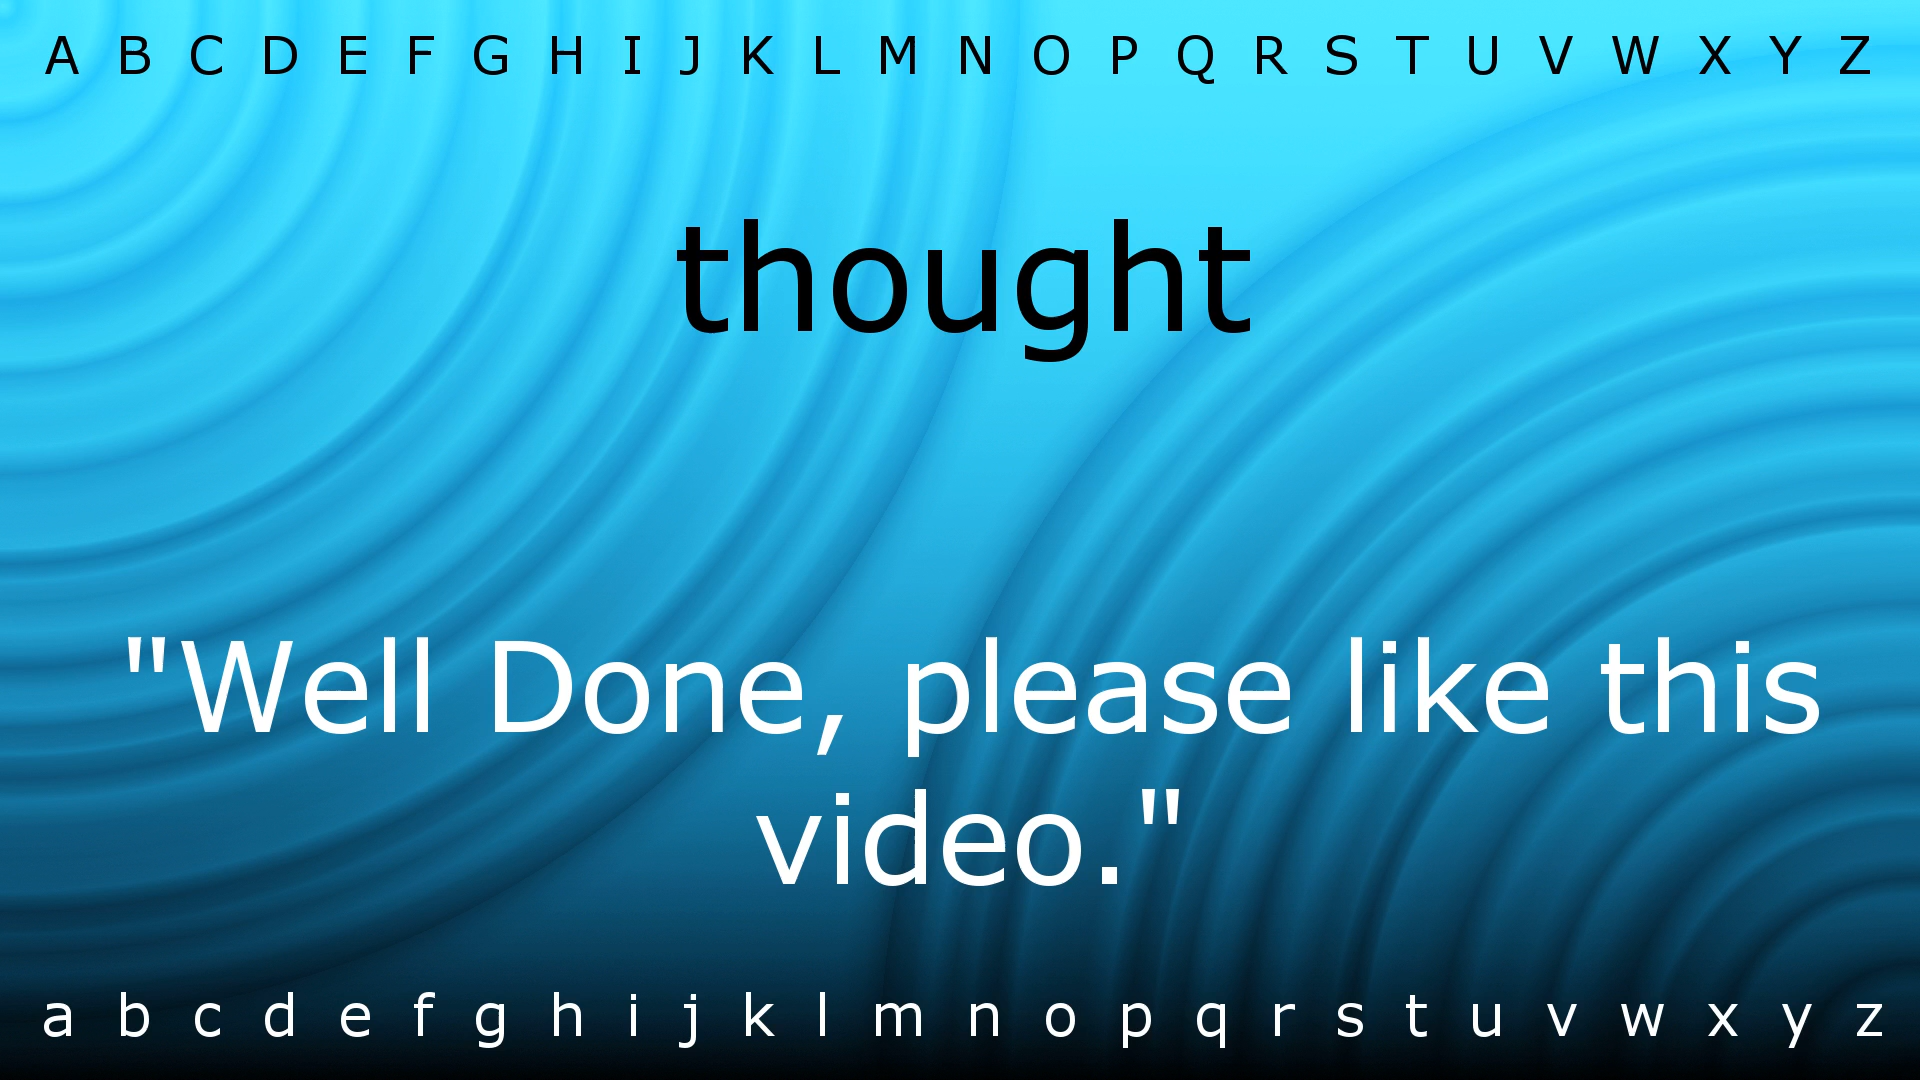 A B C D E F G H I J K L M N O P Q R S T U V W X Y Z
thought
"Well Done, please like this
video."
a b c d e f g h i j k l m n o p q r s t u v w x y z